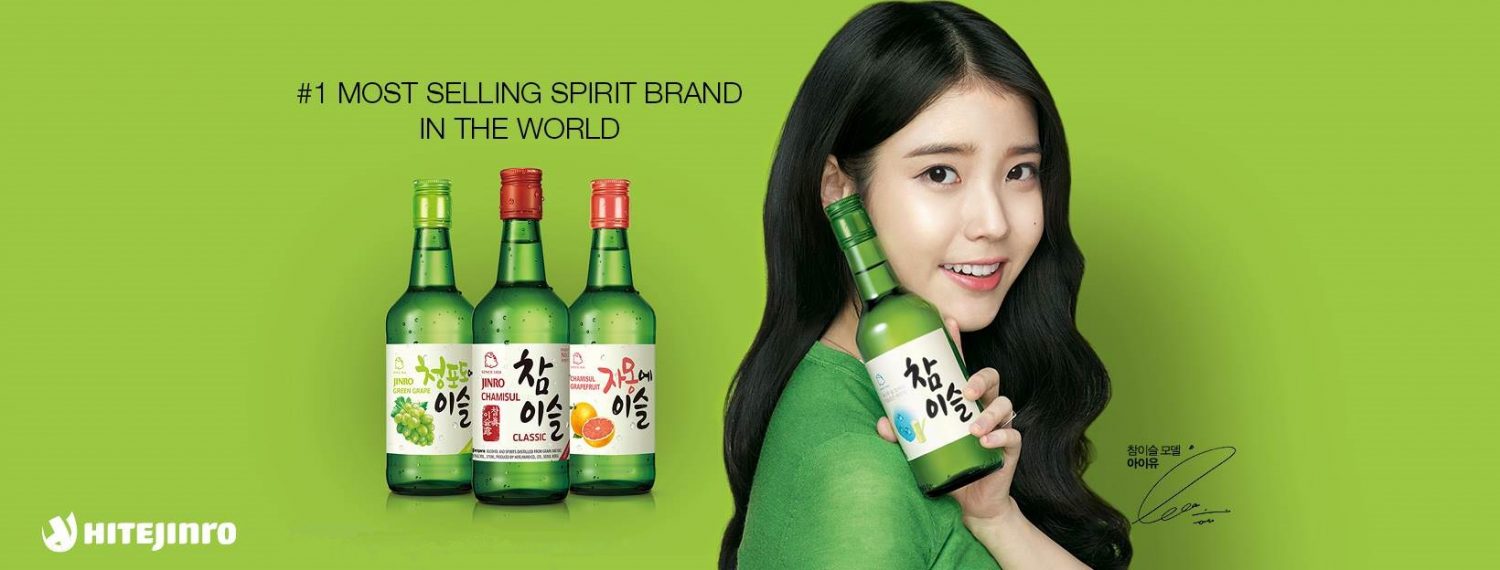 #1 MOST SELLING SPIRIT BRAND
IN THE WORLD
청포도에
이슬
JINRO
GREEN GRAPE
SINCE 1924
JINRO
CHAMISUL
참
이슬
CLASSIC
CHAMISUL
GRAPEFRUIT
자몽에
이슬
참
이슬
참이슬 모델
아이유
HITEJINRO